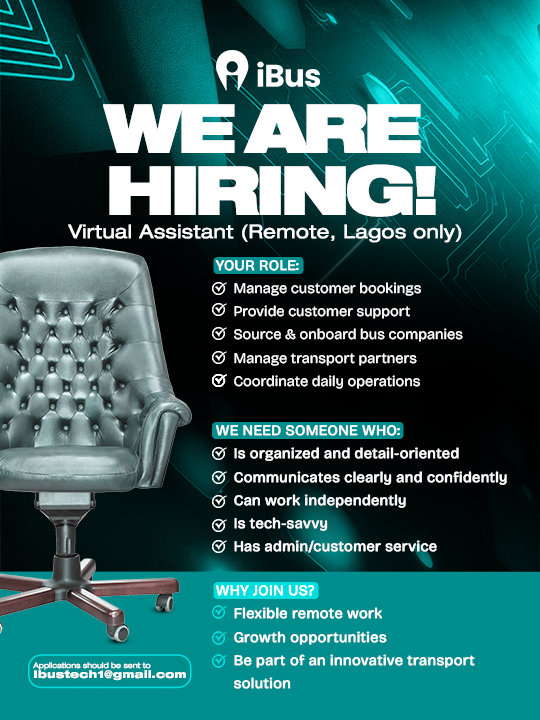 iBus
WE ARE
HIRING!
Virtual Assistant (Remote, Lagos only)
YOUR ROLE:
Manage customer bookings
Provide customer support
Source & onboard bus companies
Manage transport partners
Coordinate daily operations
WE NEED SOMEONE WHO:
Is organized and detail-oriented
Communicates clearly and confidently
Can work independently
Is tech-savvy
Has admin/customer service
WHY JOIN US?
Flexible remote work
Growth opportunities
Be part of an innovative transport
solution
Applications should be sent to
ibustech1@gmail.com